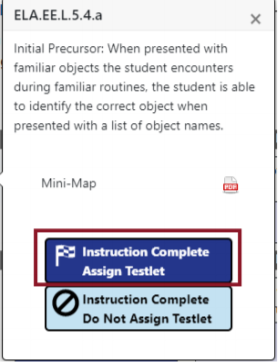 ELA.EE.L.5.4.a
×
Initial Precursor: When presented with
familiar objects the student encounters
during familiar routines, the student is able
to identify the correct object when
presented with a list of object names.
Mini-Map
PDF
Instruction Complete
Assign Testlet
Instruction Complete
Do Not Assign Testlet